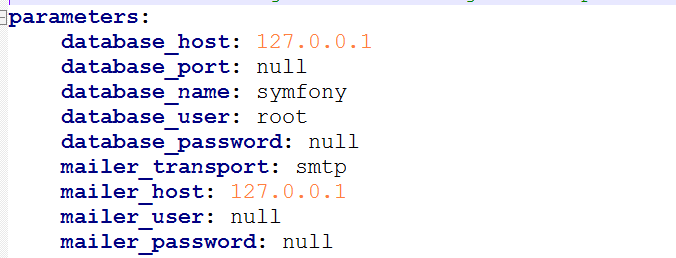 parameters:
    database_host: 127.0.0.1
    database_port: null
    database_name: symfony
    database_user: root
    database_password: null
    mailer_transport: smtp
    mailer_host: 127.0.0.1
    mailer_user: null
    mailer_password: null